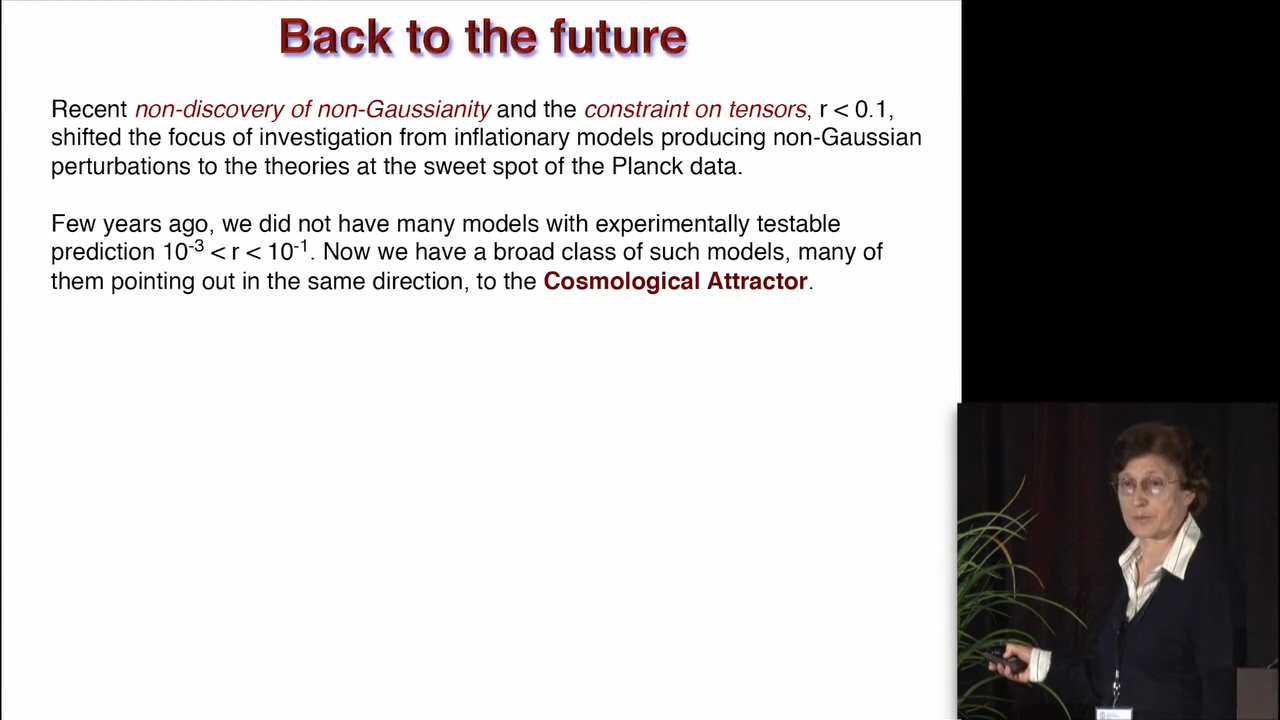 Back to the future
Recent non-discovery of non-Gaussianity and the constraint on tensors, r < 0.1,
shifted the focus of investigation from inflationary models producing non-Gaussian
perturbations to the theories at the sweet spot of the Planck data.
Few years ago, we did not have many models with experimentally testable
prediction 10⁻³ < r < 10⁻¹. Now we have a broad class of such models, many of
them pointing out in the same direction, to the Cosmological Attractor.